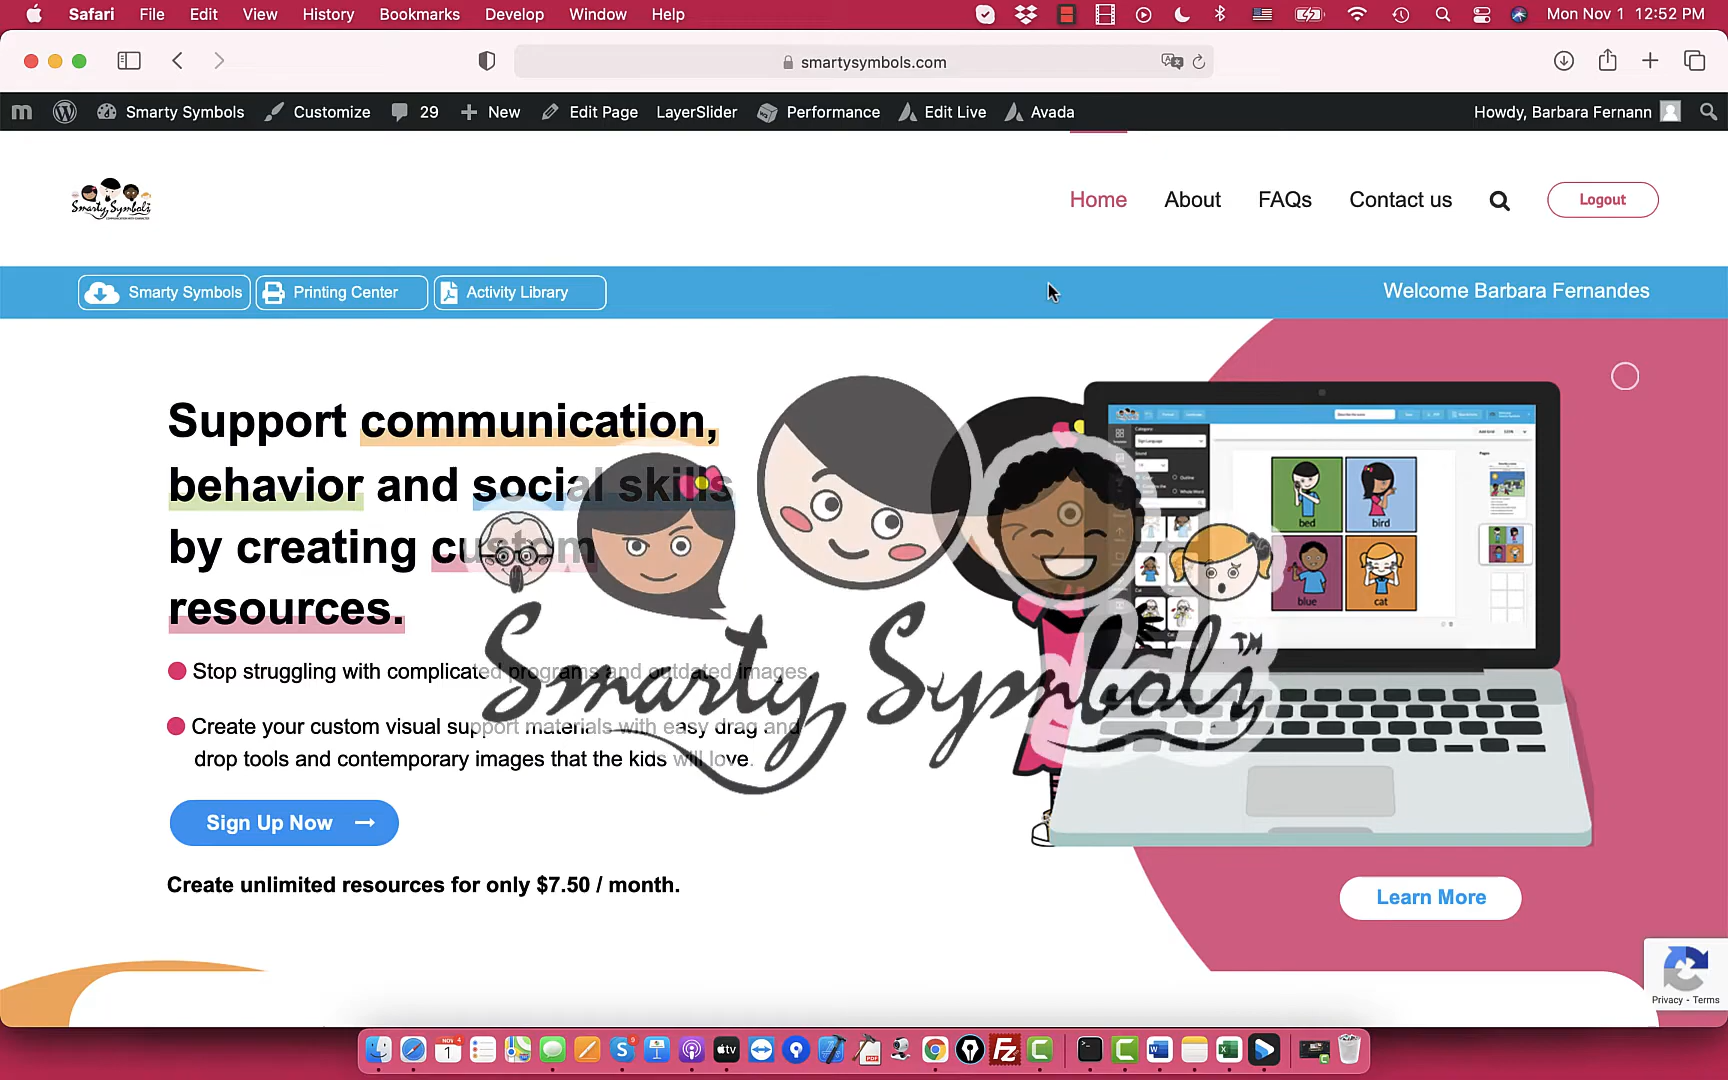 Safari File Edit View History Bookmarks Develop Window Help Mon Nov 1 12:52 PM
smartysymbols.com
Smarty Symbols Customize 29 New Edit Page LayerSlider Performance Edit Live Avada Howdy, Barbara Fernann
Smarty Symbols
Home About FAQs Contact us Logout
Smarty Symbols Printing Center Activity Library Welcome Barbara Fernandes
Support communication,
behavior and social skills
by creating custom
resources.
Stop struggling with complicated programs and outdated images.
Create your custom visual support materials with easy drag and
drop tools and contemporary images that the kids will love.
Sign Up Now
Create unlimited resources for only $7.50 / month.
Smarty Symbols™
bed bird
blue cat
Learn More
Privacy - Terms